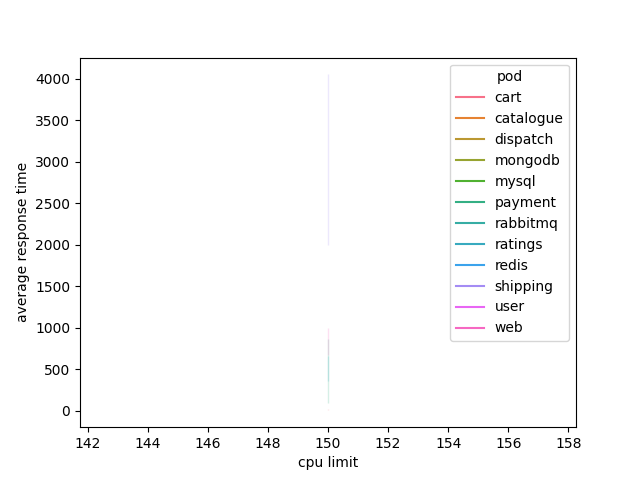 pod
cart
catalogue
dispatch
mongodb
mysql
payment
rabbitmq
ratings
redis
shipping
user
web
average response time
4000
3500
3000
2500
2000
1500
1000
500
0
142 144 146 148 150 152 154 156 158
cpu limit